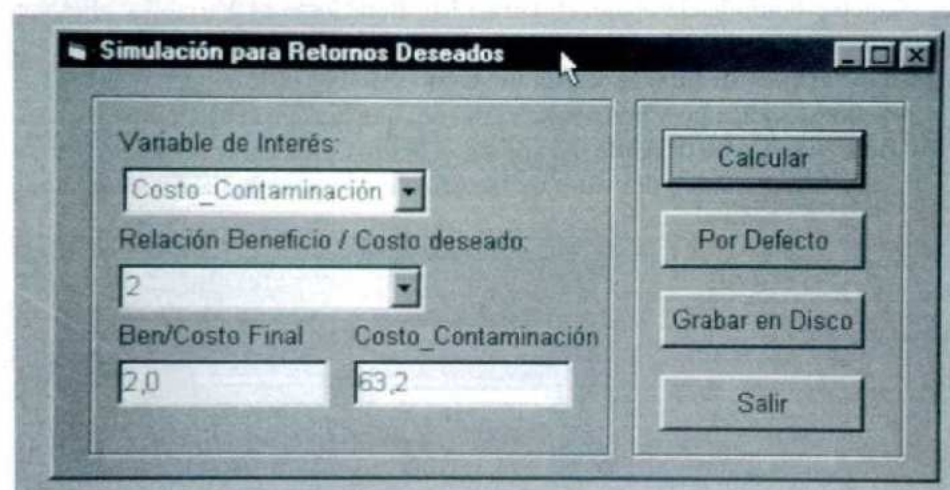 Simulación para Retornos Deseados
Variable de Interés:
Costo_Contaminación
Relación Beneficio / Costo deseado:
2
Ben/Costo Final
Costo_Contaminación
2,0
63,2
Calcular
Por Defecto
Grabar en Disco
Salir